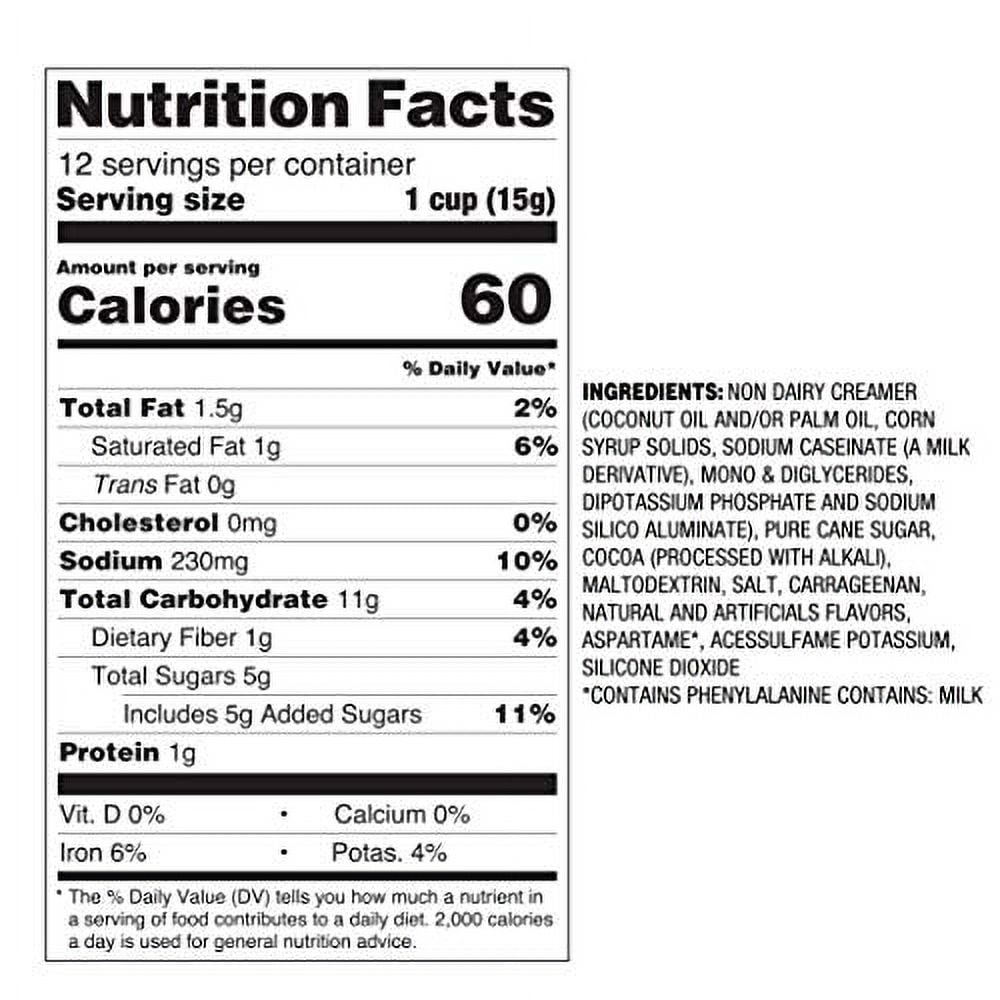 Nutrition Facts
12 servings per container
Serving size 1 cup (15g)
Amount per serving
Calories 60
% Daily Value*
Total Fat 1.5g 2%
Saturated Fat 1g 6%
Trans Fat 0g
Cholesterol 0mg 0%
Sodium 230mg 10%
Total Carbohydrate 11g 4%
Dietary Fiber 1g 4%
Total Sugars 5g
Includes 5g Added Sugars 11%
Protein 1g
Vit. D 0% • Calcium 0%
Iron 6% • Potas. 4%
* The % Daily Value (DV) tells you how much a nutrient in
a serving of food contributes to a daily diet. 2,000 calories
a day is used for general nutrition advice.
INGREDIENTS: NON DAIRY CREAMER
(COCONUT OIL AND/OR PALM OIL, CORN
SYRUP SOLIDS, SODIUM CASEINATE (A MILK
DERIVATIVE), MONO & DIGLYCERIDES,
DIPOTASSIUM PHOSPHATE AND SODIUM
SILICO ALUMINATE), PURE CANE SUGAR,
COCOA (PROCESSED WITH ALKALI),
MALTODEXTRIN, SALT, CARRAGEENAN,
NATURAL AND ARTIFICIALS FLAVORS,
ASPARTAME*, ACESSULFAME POTASSIUM,
SILICONE DIOXIDE
*CONTAINS PHENYLALANINE CONTAINS: MILK